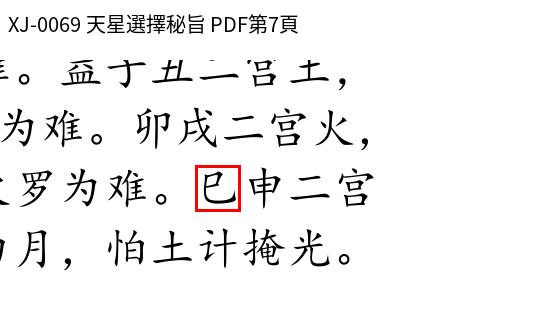 XJ-0069 天星選擇秘旨 PDF第7頁
。盐于丑二宫土，
为难。卯戌二宫火，
罗为难。巳申二宫
月，怕土计掩光。